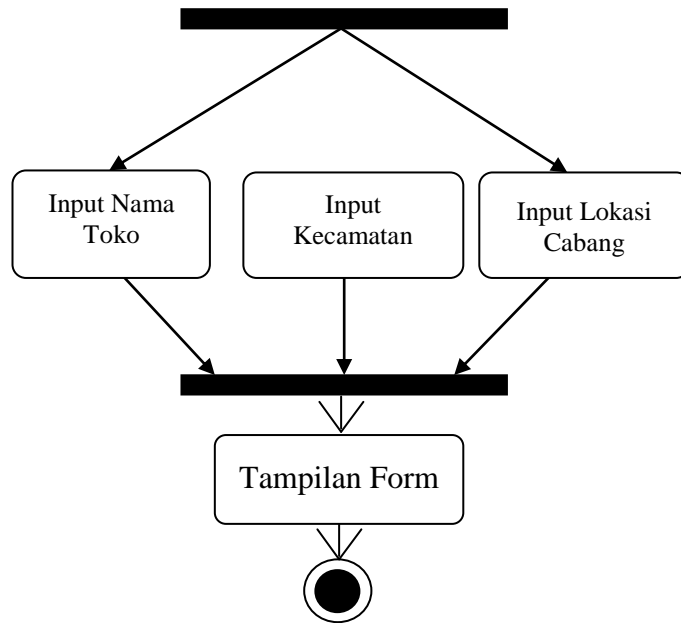 Input Nama
Toko
Input
Kecamatan
Input Lokasi
Cabang
Tampilan Form